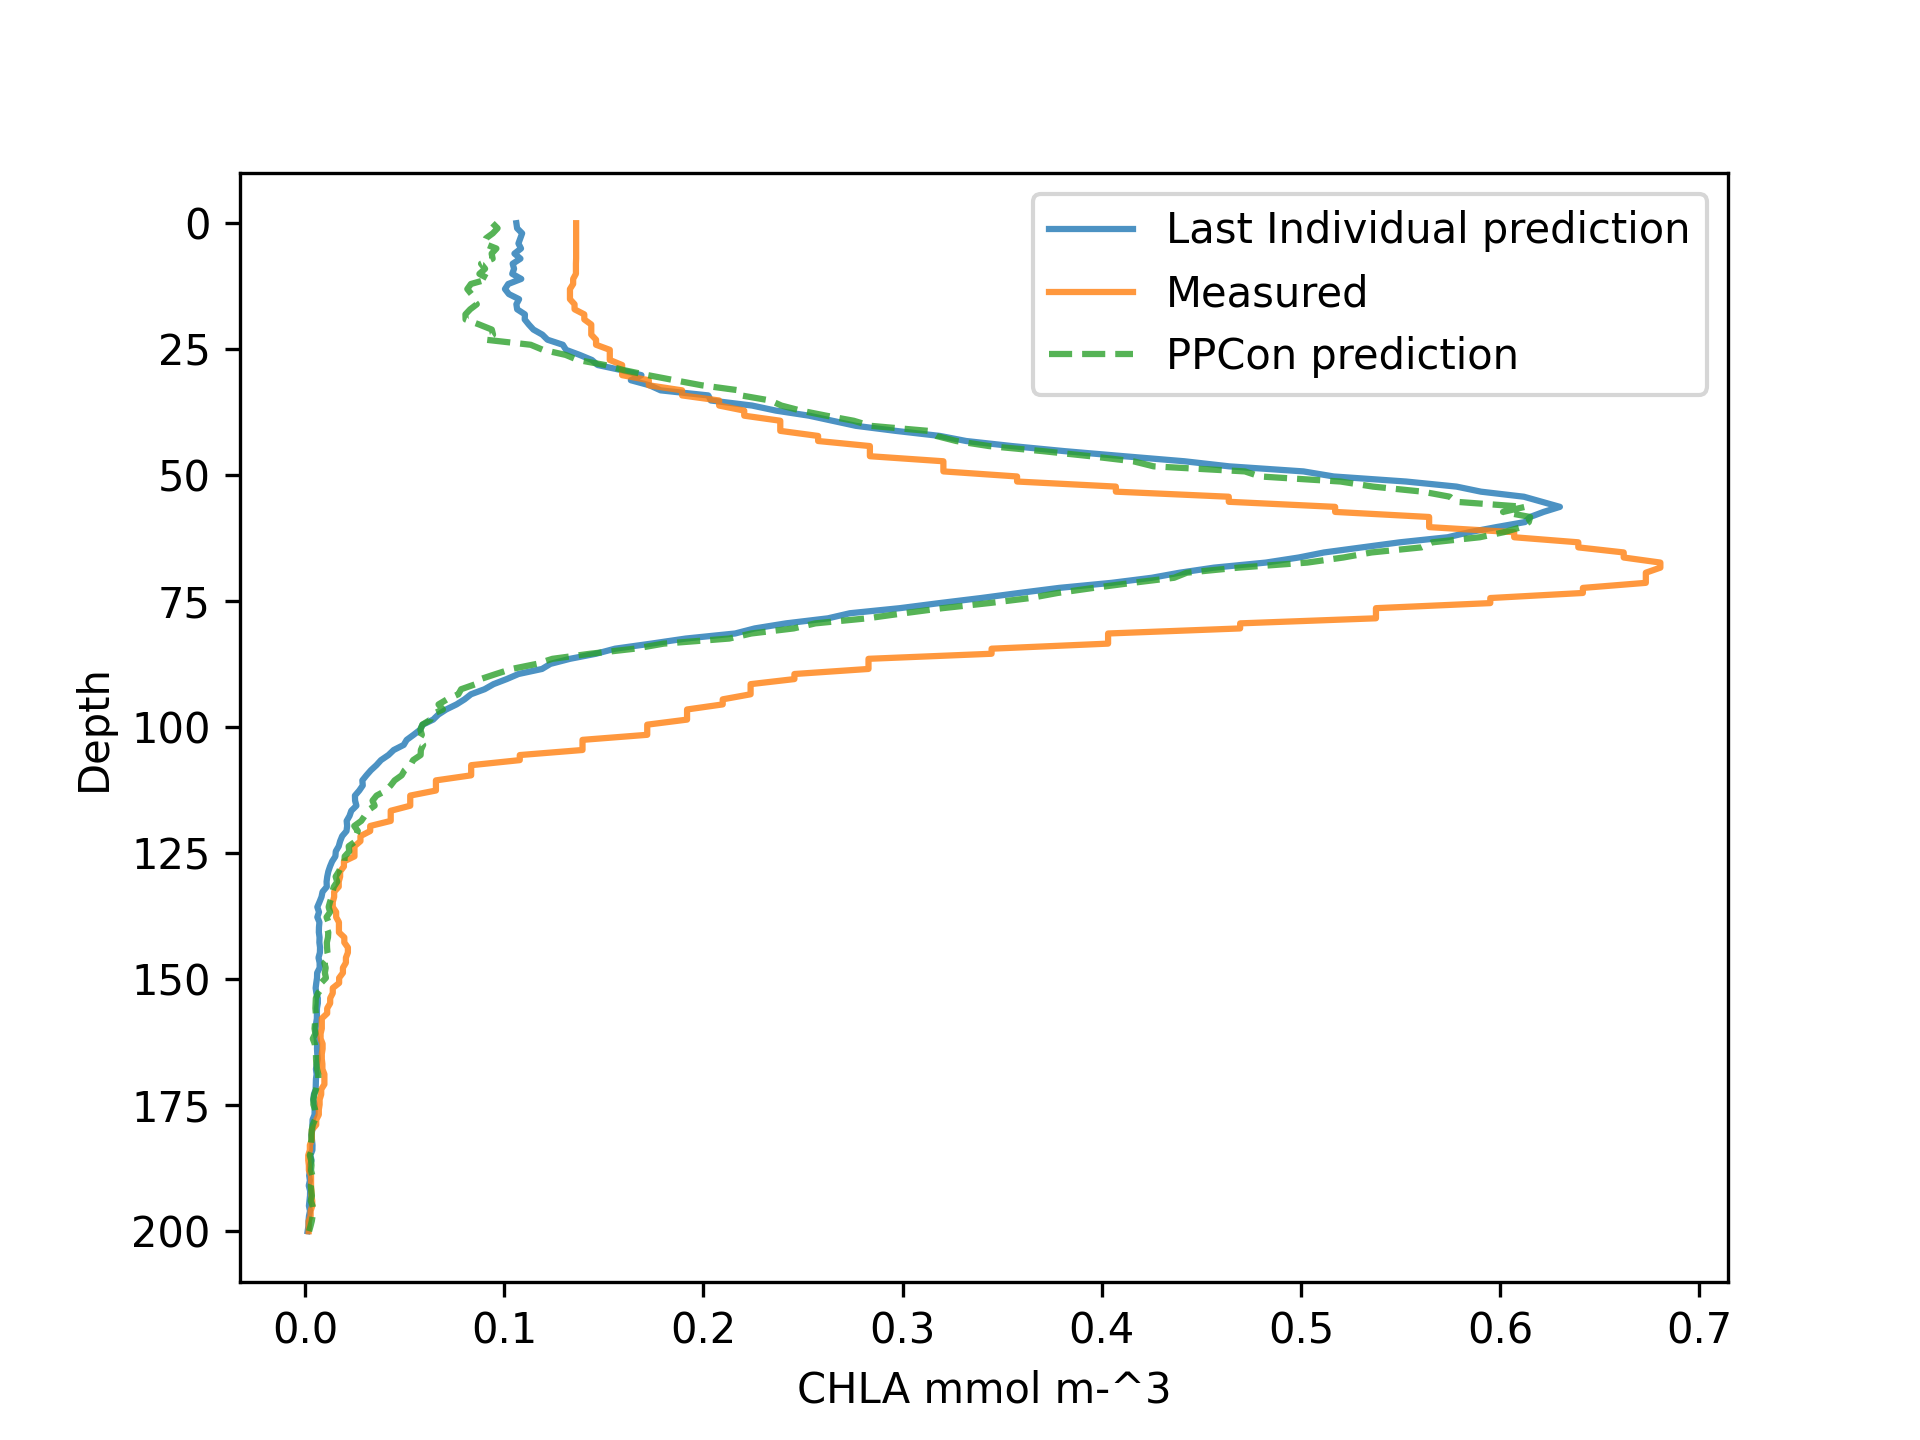 Last Individual prediction
Measured
PPCon prediction
0
25
50
75
100
125
150
175
200
Depth
0.0 0.1 0.2 0.3 0.4 0.5 0.6 0.7
CHLA mmol m-^3